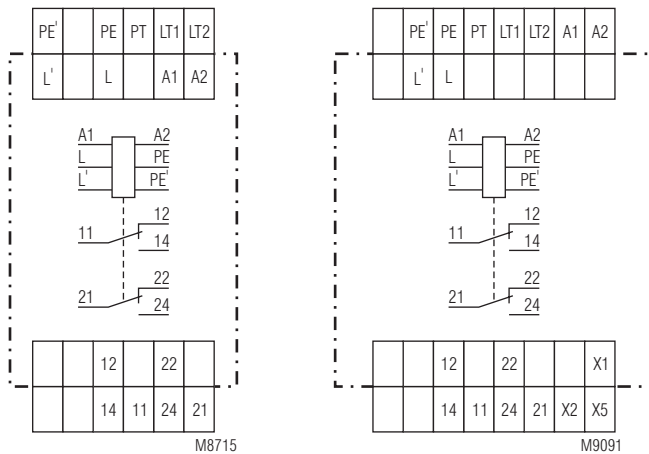 PE' PE PT LT1 LT2
L' L A1 A2
A1 A2
L PE
L' PE'
12
11 14
22
21 24
12 22
14 11 24 21
M8715
PE' PE PT LT1 LT2 A1 A2
L' L
A1 A2
L PE
L' PE'
12
11 14
22
21 24
12 22 X1
14 11 24 21 X2 X5
M9091